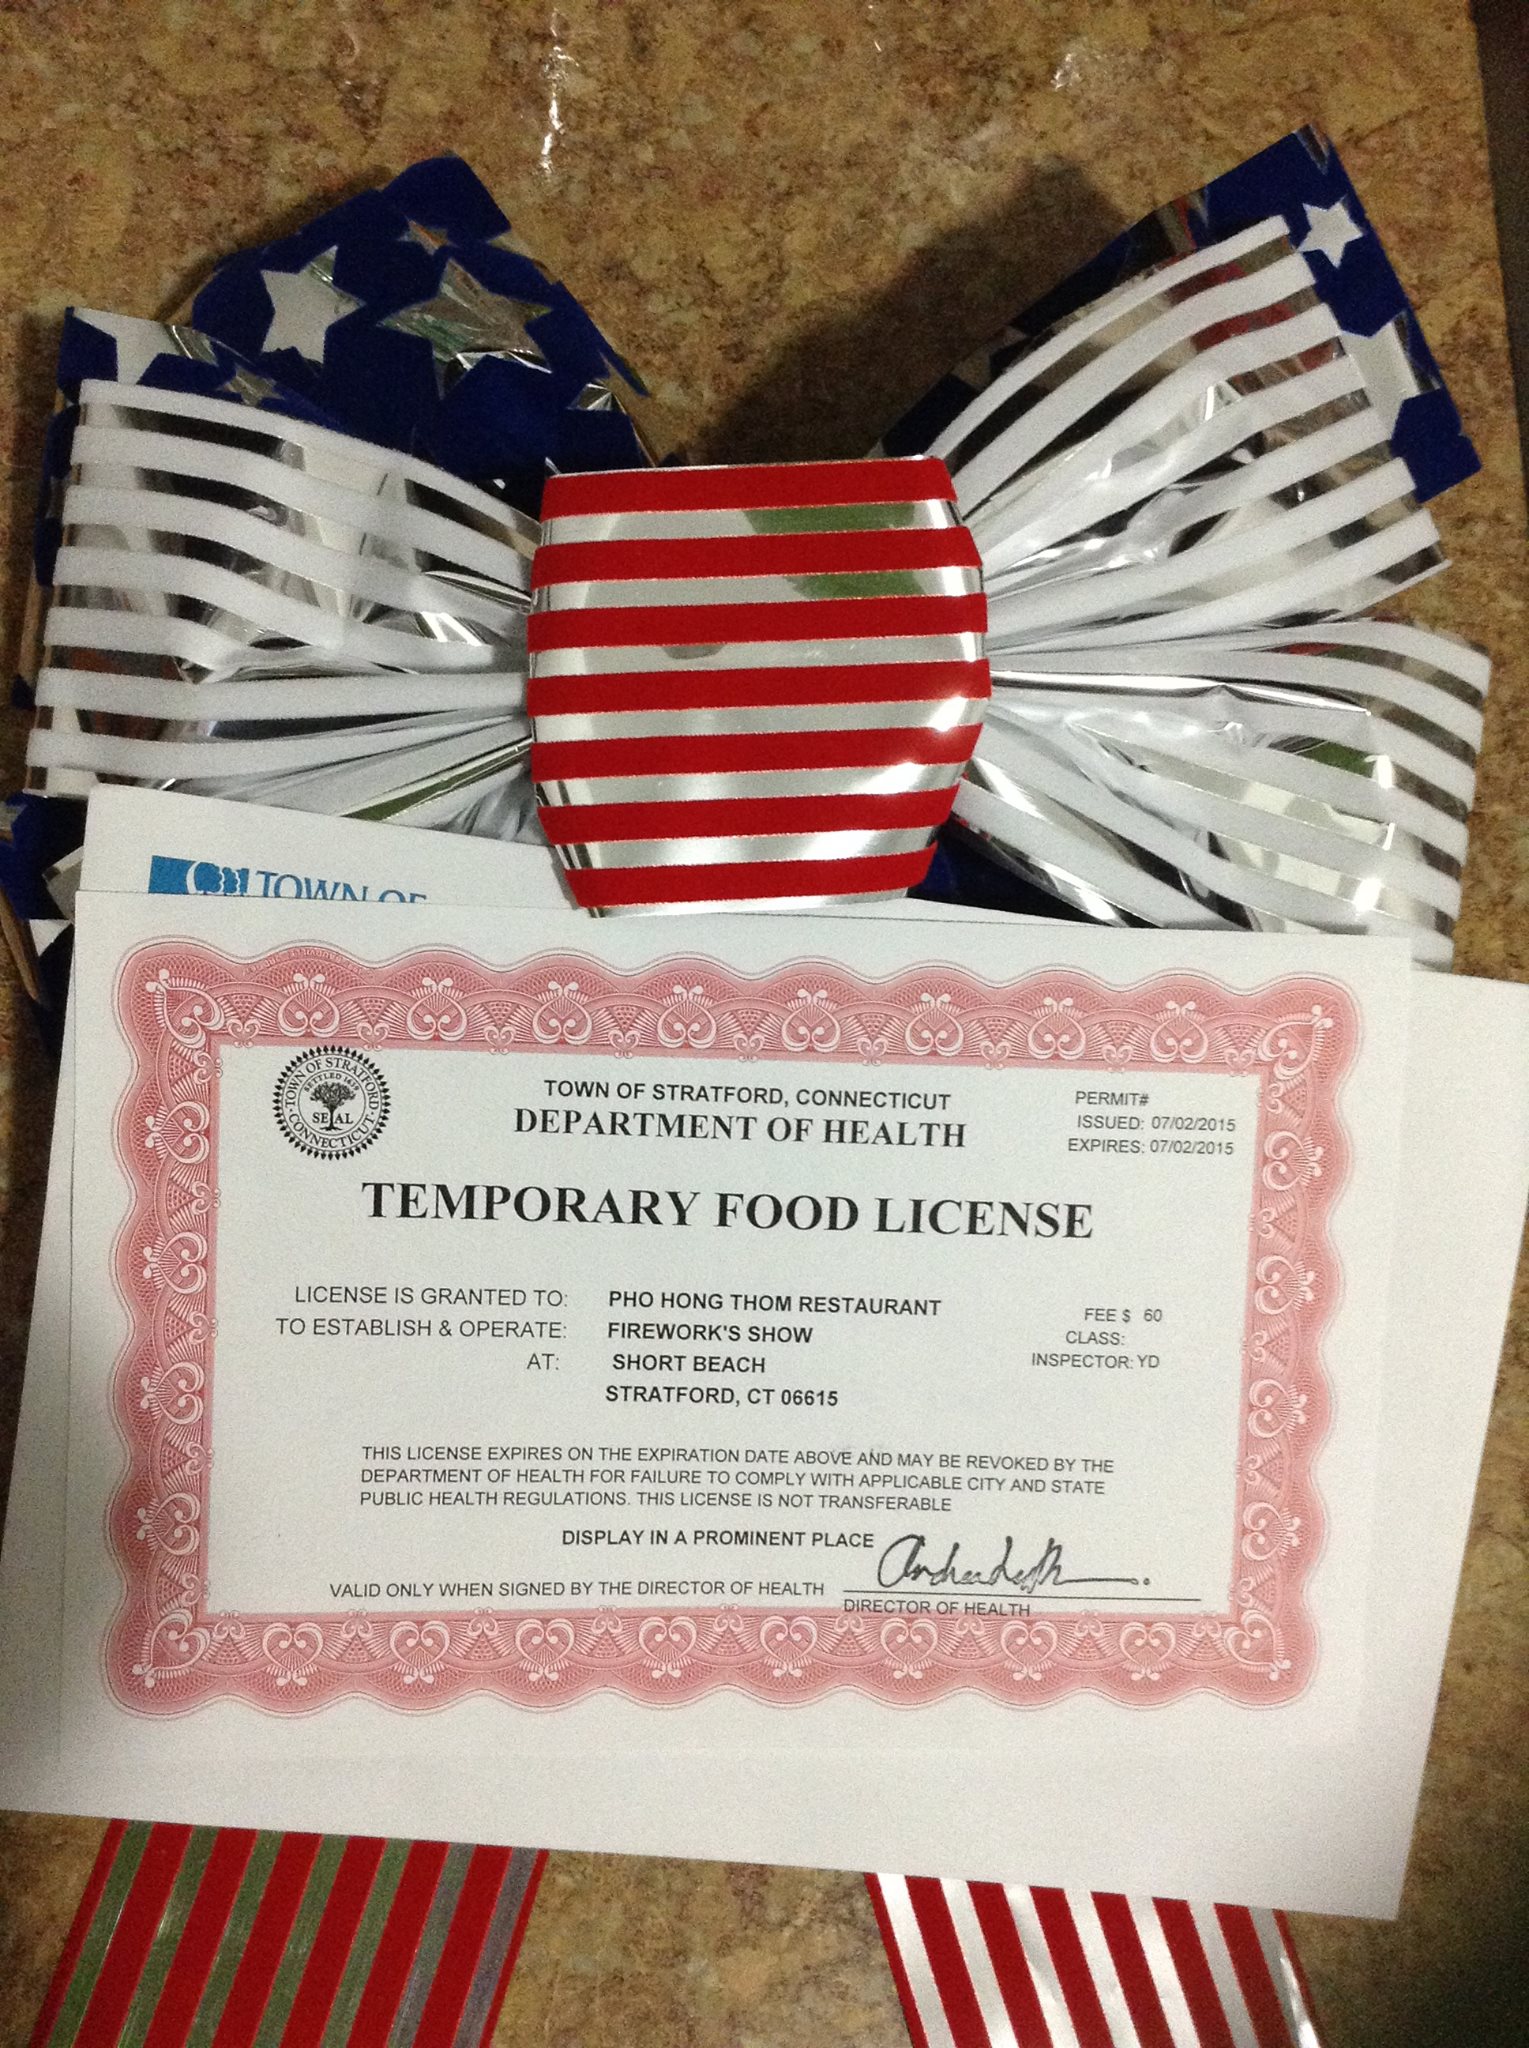 TOWN OF
TOWN OF STRATFORD
SETTLED 1639
SEAL
CONNECTICUT
TOWN OF STRATFORD, CONNECTICUT
DEPARTMENT OF HEALTH
PERMIT#
ISSUED: 07/02/2015
EXPIRES: 07/02/2015
TEMPORARY FOOD LICENSE
LICENSE IS GRANTED TO: PHO HONG THOM RESTAURANT
TO ESTABLISH & OPERATE: FIREWORK'S SHOW
AT: SHORT BEACH
STRATFORD, CT 06615
FEE $ 60
CLASS:
INSPECTOR: YD
THIS LICENSE EXPIRES ON THE EXPIRATION DATE ABOVE AND MAY BE REVOKED BY THE
DEPARTMENT OF HEALTH FOR FAILURE TO COMPLY WITH APPLICABLE CITY AND STATE
PUBLIC HEALTH REGULATIONS. THIS LICENSE IS NOT TRANSFERABLE
DISPLAY IN A PROMINENT PLACE
VALID ONLY WHEN SIGNED BY THE DIRECTOR OF HEALTH
DIRECTOR OF HEALTH